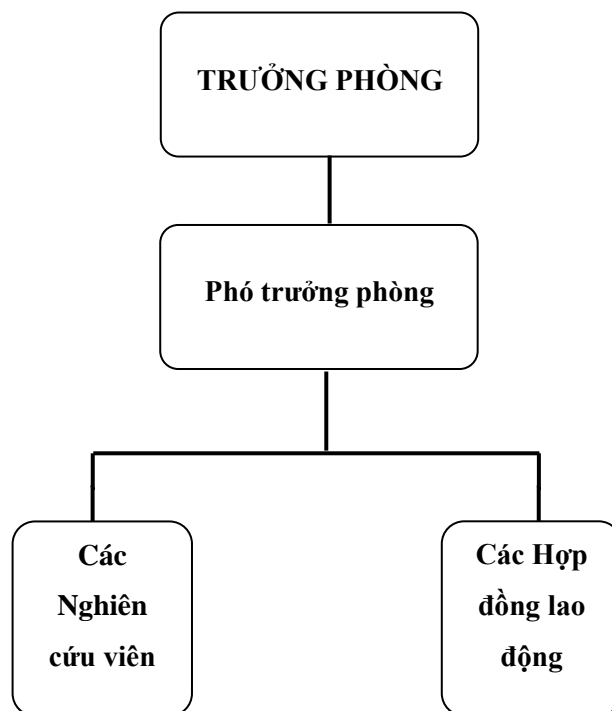 TRƯỞNG PHÒNG
Phó trưởng phòng
Các
Nghiên
cứu viên
Các Hợp
đồng lao
động